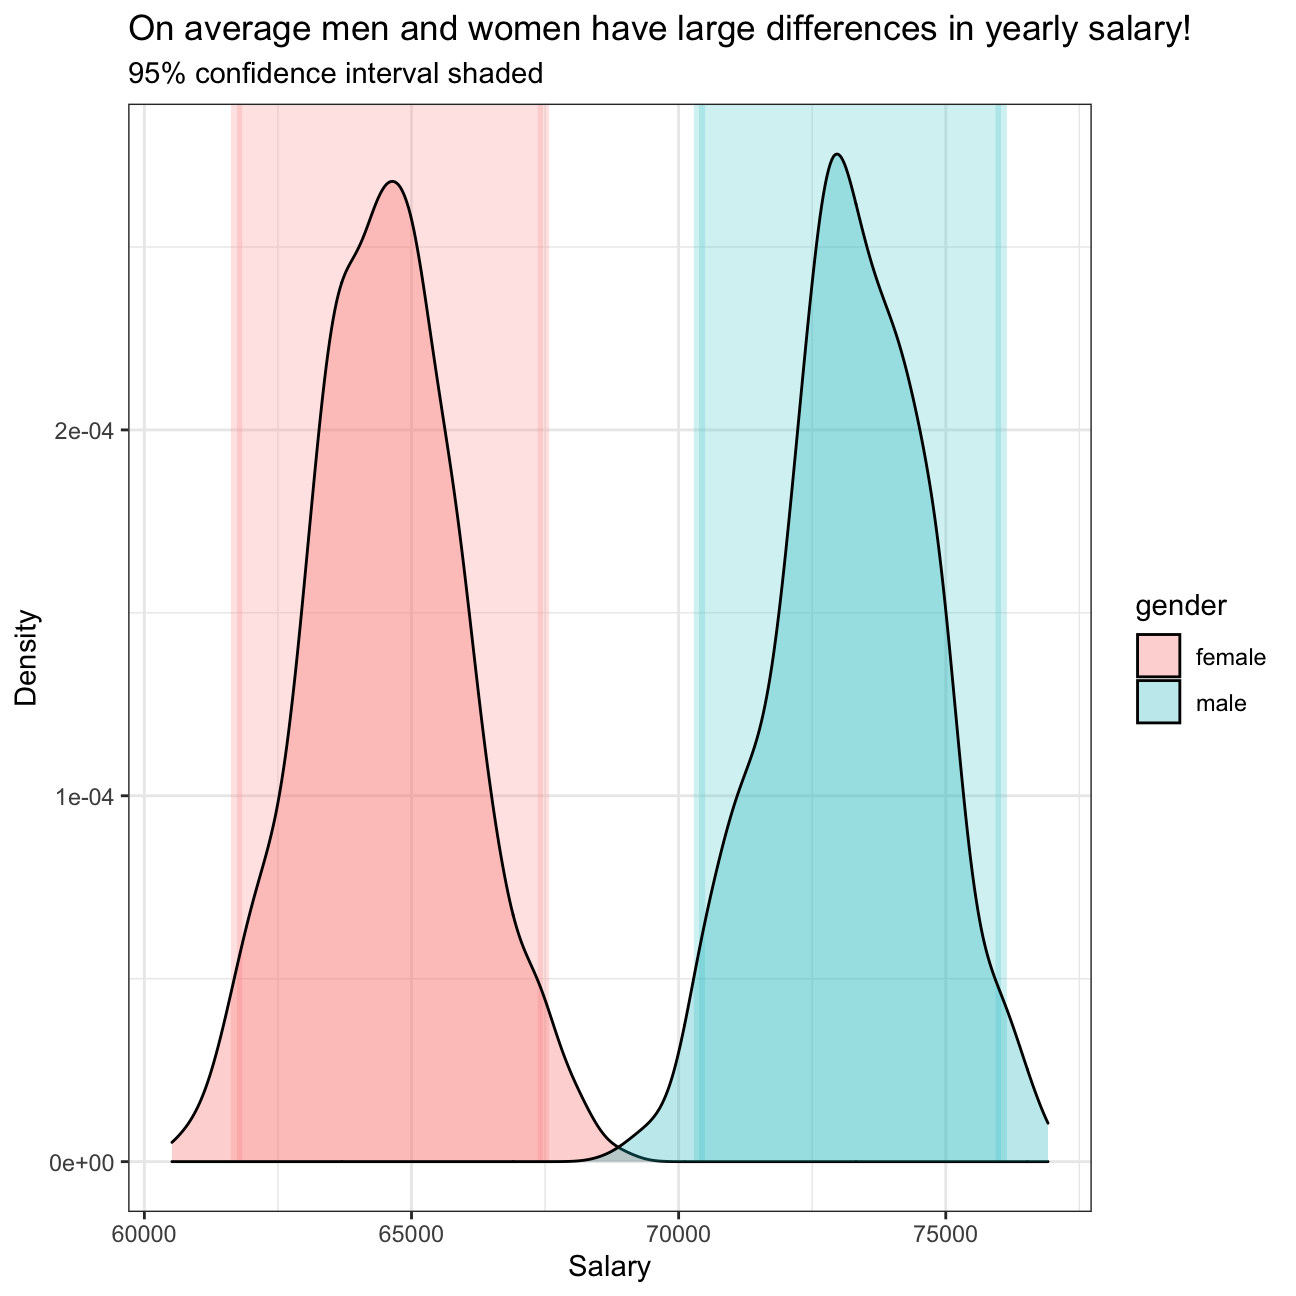 On average men and women have large differences in yearly salary!
95% confidence interval shaded
2e-04
1e-04
0e+00
Density
60000 65000 70000 75000
Salary
gender
female
male